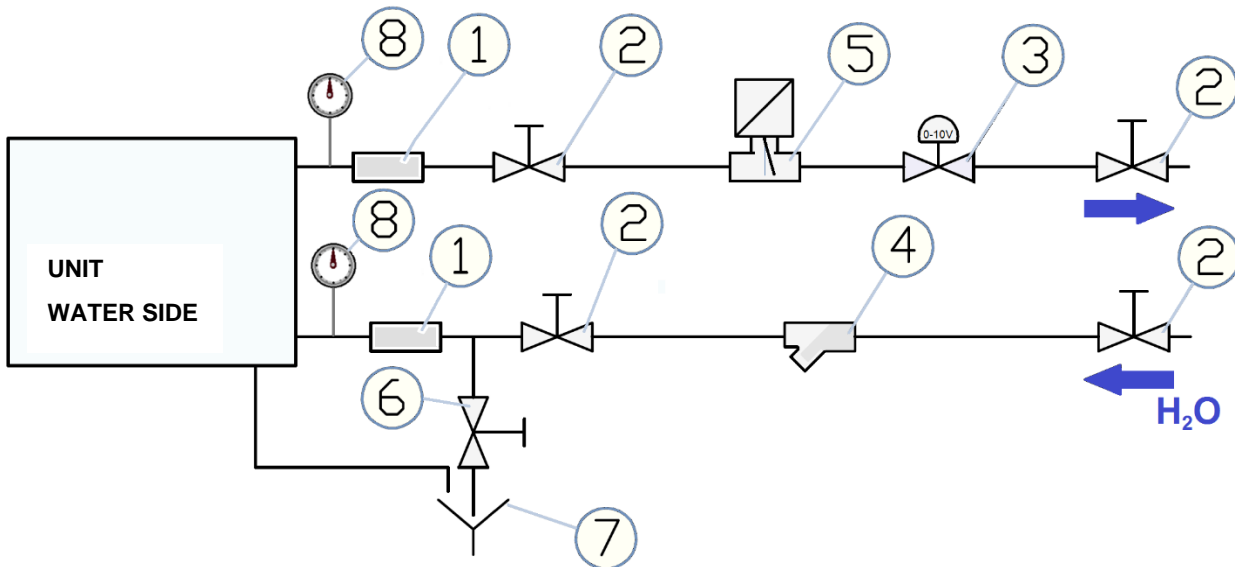 8 1 2 5 3 2
0-10V
8 1 2 4 2
UNIT
WATER SIDE
6
H₂O
7